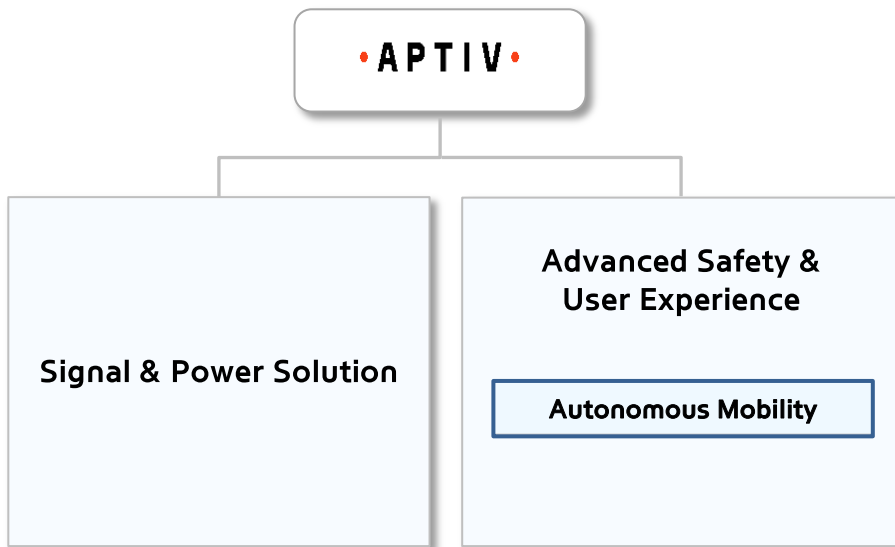 • APTIV •
Signal & Power Solution
Advanced Safety &
User Experience
Autonomous Mobility